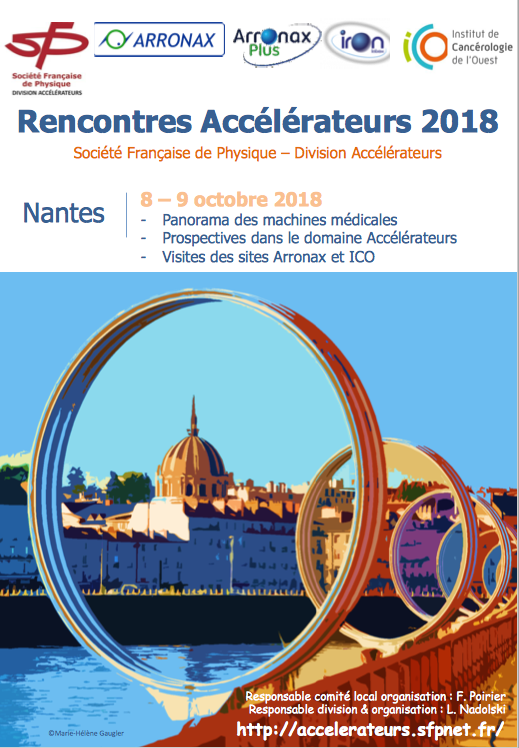 Société Française
de Physique
DIVISION ACCÉLÉRATEURS
ARRONAX
Arronax
Plus
iron
Institut de
Cancérologie
de l'Ouest
Rencontres Accélérateurs 2018
Société Française de Physique – Division Accélérateurs
Nantes
8 – 9 octobre 2018
- Panorama des machines médicales
- Prospectives dans le domaine Accélérateurs
- Visites des sites Arronax et ICO
Responsable comité local organisation : F. Poirier
Responsable division & organisation : L. Nadolski
©Marie-Hélène Gaugler
http://accelerateurs.sfpnet.fr/